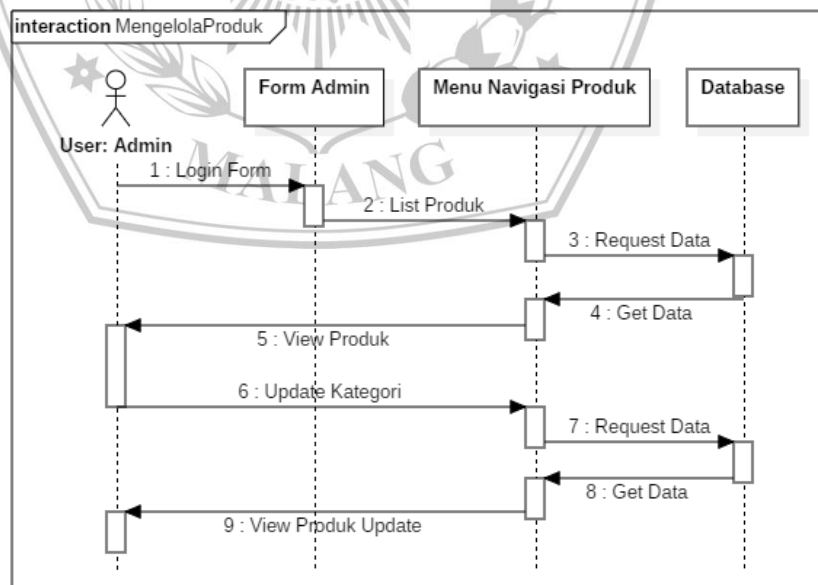 interaction MengelolaProduk
Form Admin
Menu Navigasi Produk
Database
User: Admin
1 : Login Form
MALANG
2 : List Produk
3 : Request Data
4 : Get Data
5 : View Produk
6 : Update Kategori
7 : Request Data
8 : Get Data
9 : View Produk Update